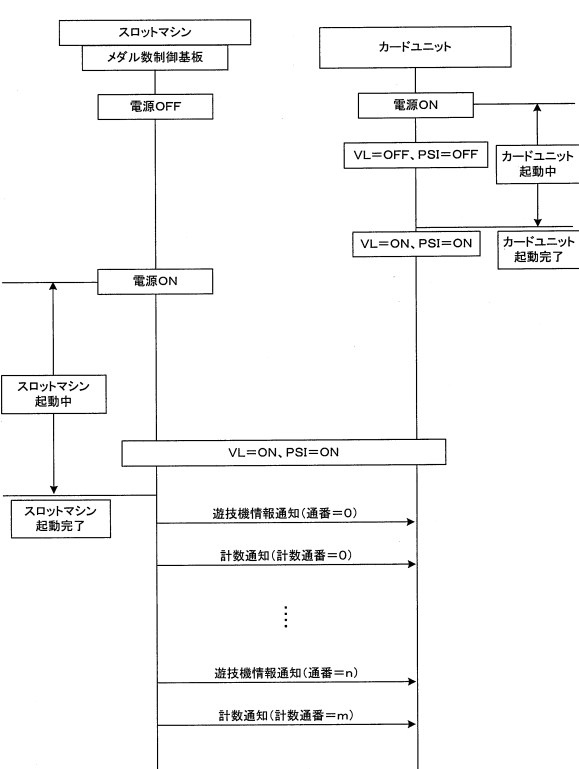 スロットマシン
メダル数制御基板
カードユニット
電源OFF
電源ON
VL=OFF、PSI=OFF
カードユニット
起動中
VL=ON、PSI=ON
カードユニット
起動完了
電源ON
スロットマシン
起動中
VL=ON、PSI=ON
スロットマシン
起動完了
遊技機情報通知(通番=0)
計数通知(計数通番=0)
遊技機情報通知(通番=n)
計数通知(計数通番=m)